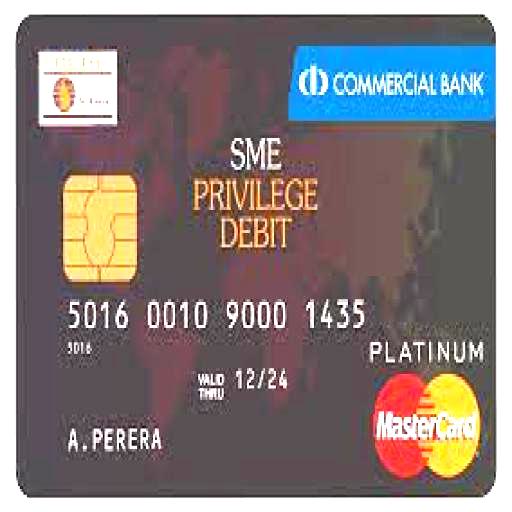 COMMERCIAL BANK
SME
PRIVILEGE
DEBIT
5016 0010 9000 1435
5016
PLATINUM
VALID THRU 12/24
MasterCard
A. PERERA